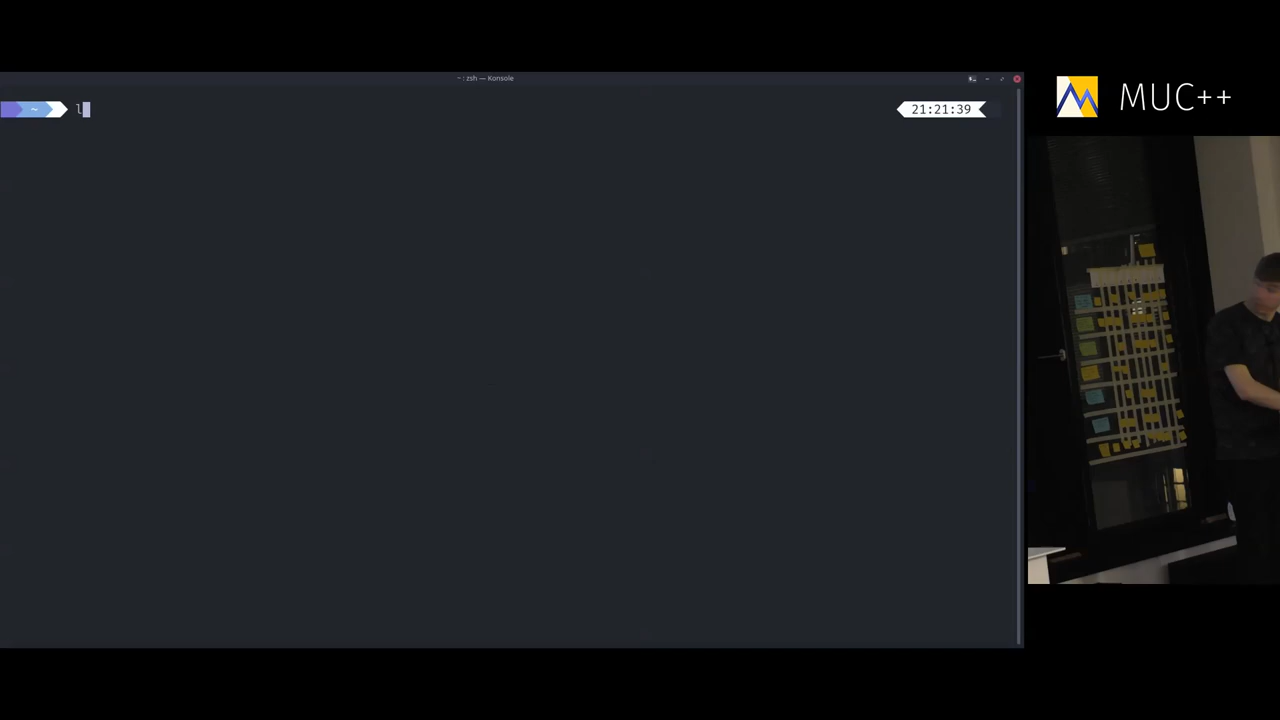 ~ : zsh — Konsole
~ l
21:21:39
MUC++